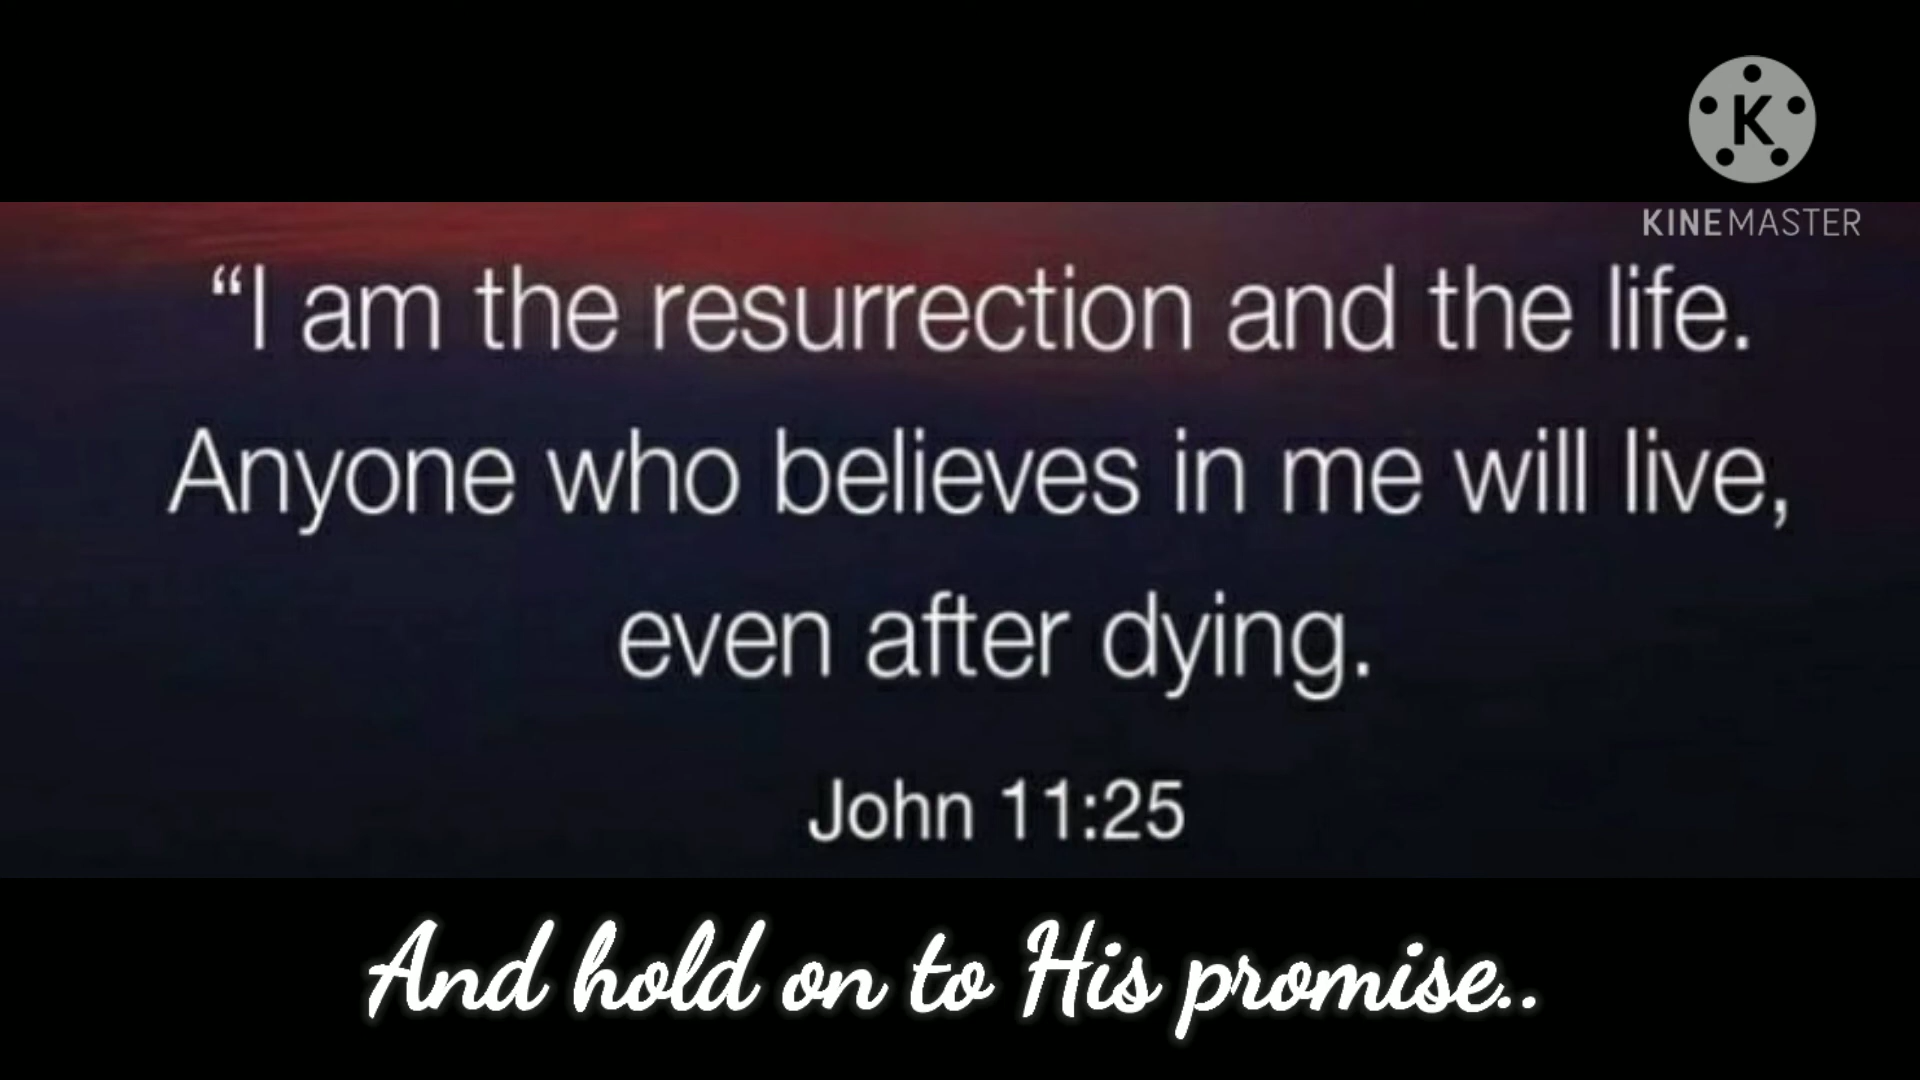 K
KINEMASTER
“I am the resurrection and the life.
Anyone who believes in me will live,
even after dying.
John 11:25
And hold on to His promise..